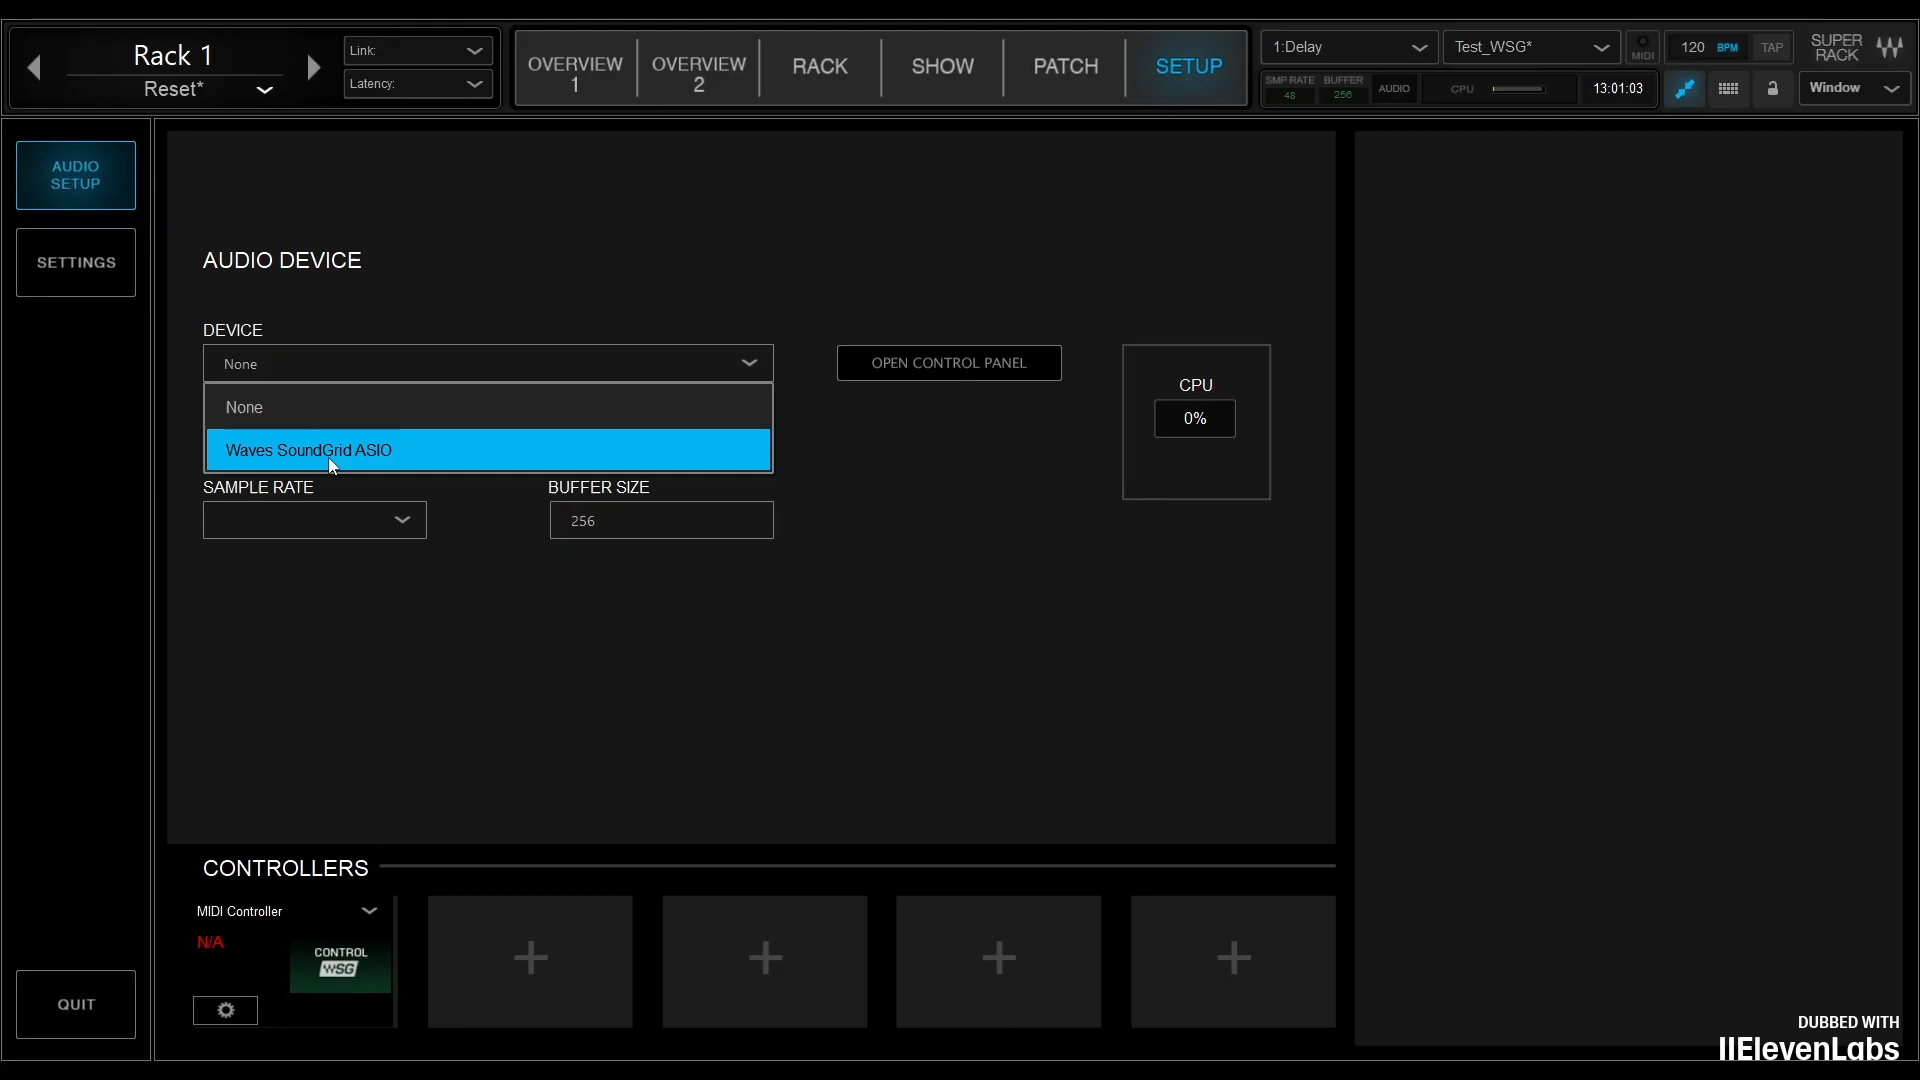 Rack 1
Reset*
Link:
Latency:
OVERVIEW
1
OVERVIEW
2
RACK
SHOW
PATCH
SETUP
1:Delay
Test_WSG*
MIDI
120 BPM TAP
SUPER
RACK
SMP RATE BUFFER
48 256
AUDIO
CPU
13:01:03
Window
AUDIO
SETUP
SETTINGS
QUIT
AUDIO DEVICE
DEVICE
None
OPEN CONTROL PANEL
None
Waves SoundGrid ASIO
CPU
0%
SAMPLE RATE
BUFFER SIZE
256
CONTROLLERS
MIDI Controller
N/A
CONTROL
WSG
DUBBED WITH
IIElevenLabs